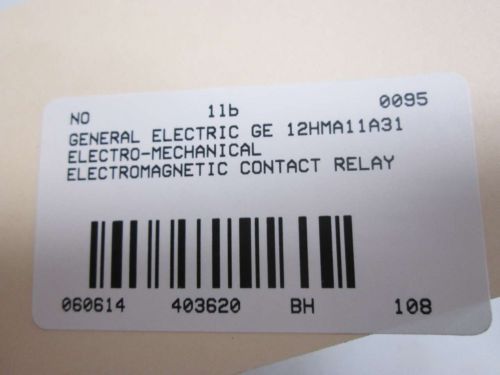 NO 1lb 0095
GENERAL ELECTRIC GE 12HMA11A31
ELECTRO-MECHANICAL
ELECTROMAGNETIC CONTACT RELAY
060614 403620 BH 108